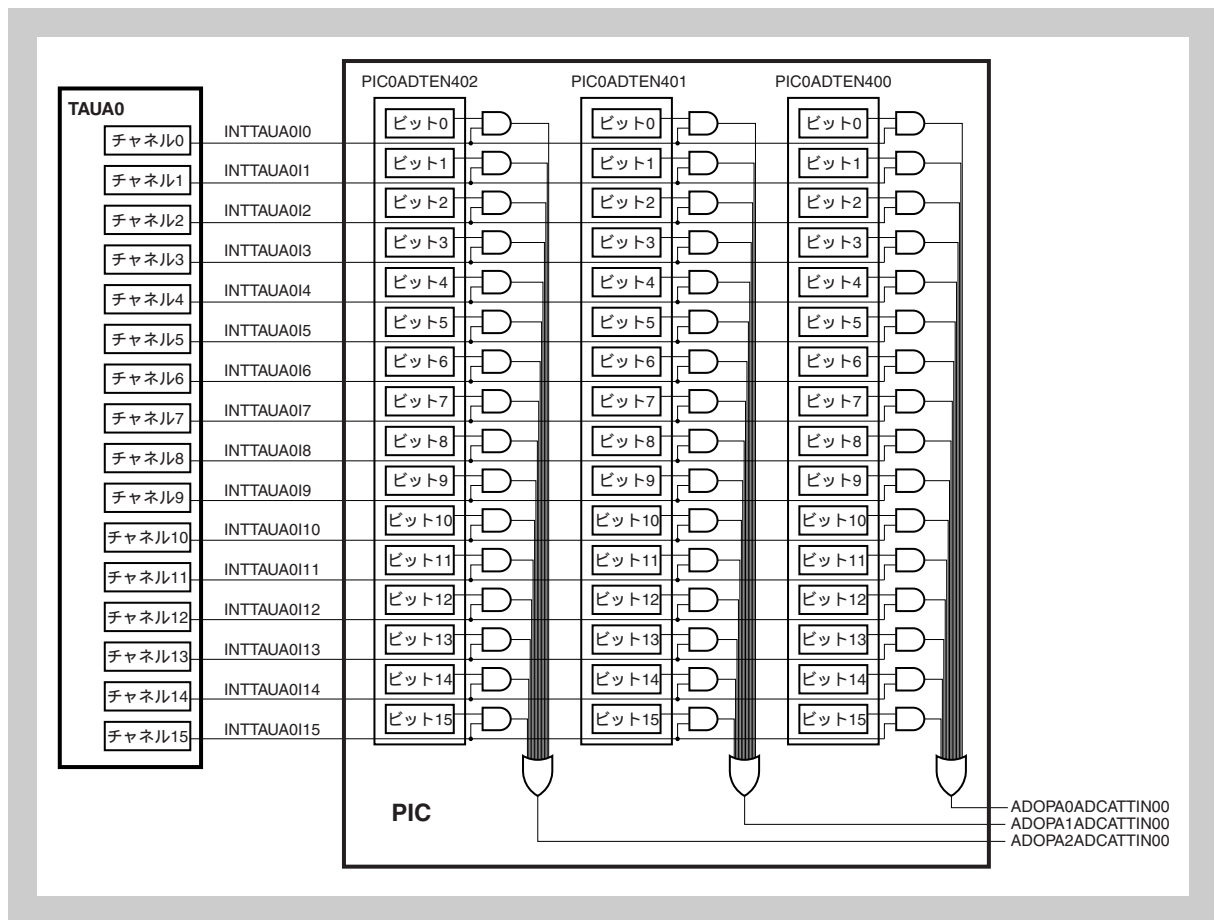 PIC0ADTEN402 PIC0ADTEN401 PIC0ADTEN400
TAUA0
チャネル0 INTTAUA0I0 ビット0 ビット0 ビット0
チャネル1 INTTAUA0I1 ビット1 ビット1 ビット1
チャネル2 INTTAUA0I2 ビット2 ビット2 ビット2
チャネル3 INTTAUA0I3 ビット3 ビット3 ビット3
チャネル4 INTTAUA0I4 ビット4 ビット4 ビット4
チャネル5 INTTAUA0I5 ビット5 ビット5 ビット5
チャネル6 INTTAUA0I6 ビット6 ビット6 ビット6
チャネル7 INTTAUA0I7 ビット7 ビット7 ビット7
チャネル8 INTTAUA0I8 ビット8 ビット8 ビット8
チャネル9 INTTAUA0I9 ビット9 ビット9 ビット9
チャネル10 INTTAUA0I10 ビット10 ビット10 ビット10
チャネル11 INTTAUA0I11 ビット11 ビット11 ビット11
チャネル12 INTTAUA0I12 ビット12 ビット12 ビット12
チャネル13 INTTAUA0I13 ビット13 ビット13 ビット13
チャネル14 INTTAUA0I14 ビット14 ビット14 ビット14
チャネル15 INTTAUA0I15 ビット15 ビット15 ビット15
PIC
ADOPA0ADCATTIN00
ADOPA1ADCATTIN00
ADOPA2ADCATTIN00